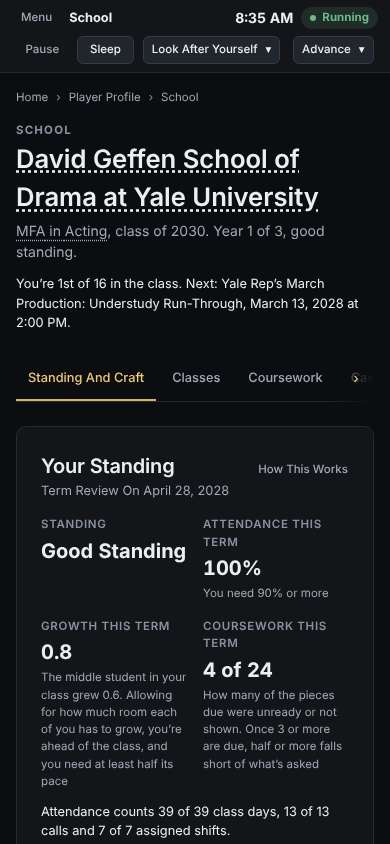 Menu School 8:35 AM Running
Pause Sleep Look After Yourself ▾ Advance ▾
Home › Player Profile › School
SCHOOL
David Geffen School of
Drama at Yale University
MFA in Acting, class of 2030. Year 1 of 3, good
standing.
You're 1st of 16 in the class. Next: Yale Rep's March
Production: Understudy Run-Through, March 13, 2028 at
2:00 PM.
Standing And Craft Classes Coursework
Your Standing How This Works
Term Review On April 28, 2028
STANDING
Good Standing
ATTENDANCE THIS
TERM
100%
You need 90% or more
GROWTH THIS TERM
0.8
The middle student in your
class grew 0.6. Allowing
for how much room each
of you has to grow, you're
ahead of the class, and
you need at least half its
pace
COURSEWORK THIS
TERM
4 of 24
How many of the pieces
due were unready or not
shown. Once 3 or more
are due, half or more falls
short of what's asked
Attendance counts 39 of 39 class days, 13 of 13
calls and 7 of 7 assigned shifts.